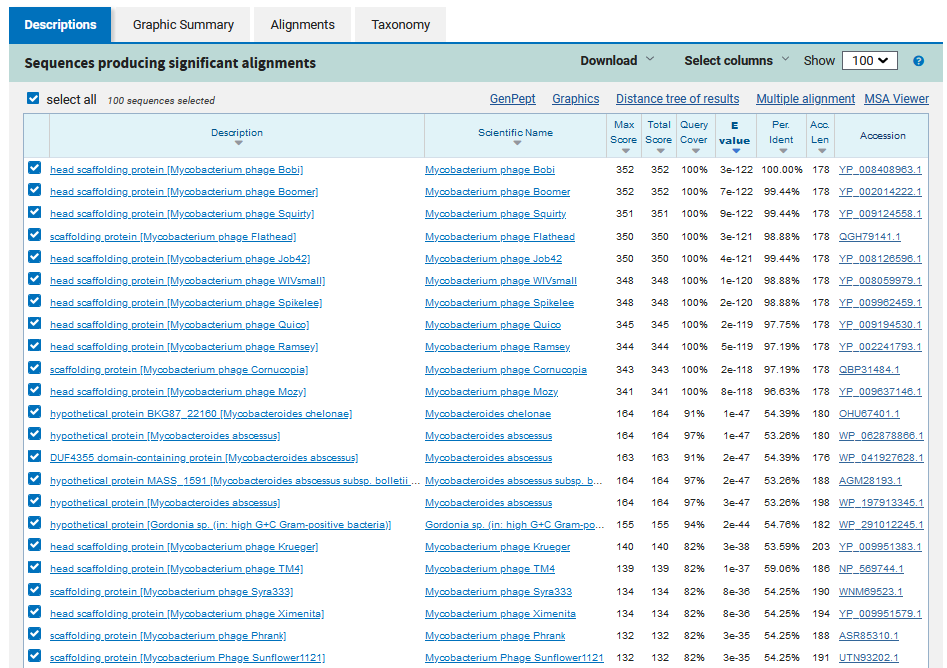 Descriptions Graphic Summary Alignments Taxonomy
Sequences producing significant alignments Download Select columns Show 100
select all 100 sequences selected GenPept Graphics Distance tree of results Multiple alignment MSA Viewer
Description Scientific Name Max Score Total Score Query Cover E value Per. Ident Acc. Len Accession
head scaffolding protein [Mycobacterium phage Bobi] Mycobacterium phage Bobi 352 352 100% 3e-122 100.00% 178 YP_008408963.1
head scaffolding protein [Mycobacterium phage Boomer] Mycobacterium phage Boomer 352 352 100% 7e-122 99.44% 178 YP_002014222.1
head scaffolding protein [Mycobacterium phage Squirty] Mycobacterium phage Squirty 351 351 100% 9e-122 99.44% 178 YP_009124558.1
scaffolding protein [Mycobacterium phage Flathead] Mycobacterium phage Flathead 350 350 100% 3e-121 98.88% 178 QGH79141.1
head scaffolding protein [Mycobacterium phage Job42] Mycobacterium phage Job42 350 350 100% 4e-121 99.44% 178 YP_008126596.1
head scaffolding protein [Mycobacterium phage WIVsmall] Mycobacterium phage WIVsmall 348 348 100% 1e-120 98.88% 178 YP_008059979.1
head scaffolding protein [Mycobacterium phage Spikelee] Mycobacterium phage Spikelee 348 348 100% 2e-120 98.88% 178 YP_009962459.1
head scaffolding protein [Mycobacterium phage Quico] Mycobacterium phage Quico 345 345 100% 2e-119 97.75% 178 YP_009194530.1
head scaffolding protein [Mycobacterium phage Ramsey] Mycobacterium phage Ramsey 344 344 100% 5e-119 97.19% 178 YP_002241793.1
scaffolding protein [Mycobacterium phage Cornucopia] Mycobacterium phage Cornucopia 343 343 100% 2e-118 97.19% 178 QBP31484.1
head scaffolding protein [Mycobacterium phage Mozy] Mycobacterium phage Mozy 341 341 100% 8e-118 96.63% 178 YP_009637146.1
hypothetical protein BKG87_22160 [Mycobacteroides chelonae] Mycobacteroides chelonae 164 164 91% 1e-47 54.39% 180 OHU67401.1
hypothetical protein [Mycobacteroides abscessus] Mycobacteroides abscessus 164 164 97% 1e-47 53.26% 180 WP_062878866.1
DUF4355 domain-containing protein [Mycobacteroides abscessus] Mycobacteroides abscessus 163 163 91% 2e-47 54.39% 176 WP_041927628.1
hypothetical protein MASS_1591 [Mycobacteroides abscessus subsp. bolletii ... Mycobacteroides abscessus subsp. b... 164 164 97% 2e-47 53.26% 188 AGM28193.1
hypothetical protein [Mycobacteroides abscessus] Mycobacteroides abscessus 164 164 97% 3e-47 53.26% 198 WP_197913345.1
hypothetical protein [Gordonia sp. (in: high G+C Gram-positive bacteria)] Gordonia sp. (in: high G+C Gram-po... 155 155 94% 2e-44 54.76% 182 WP_291012245.1
head scaffolding protein [Mycobacterium phage Krueger] Mycobacterium phage Krueger 140 140 82% 3e-38 53.59% 203 YP_009951383.1
head scaffolding protein [Mycobacterium phage TM4] Mycobacterium phage TM4 139 139 82% 1e-37 59.06% 186 NP_569744.1
scaffolding protein [Mycobacterium phage Syra333] Mycobacterium phage Syra333 134 134 82% 8e-36 54.25% 190 WNM69523.1
head scaffolding protein [Mycobacterium phage Ximenita] Mycobacterium phage Ximenita 134 134 82% 8e-36 54.25% 194 YP_009951579.1
scaffolding protein [Mycobacterium phage Phrank] Mycobacterium phage Phrank 132 132 82% 3e-35 54.25% 188 ASR85310.1
scaffolding protein [Mycobacterium Phage Sunflower1121] Mycobacterium Phage Sunflower1121 132 132 82% 3e-35 54.25% 191 UTN93202.1